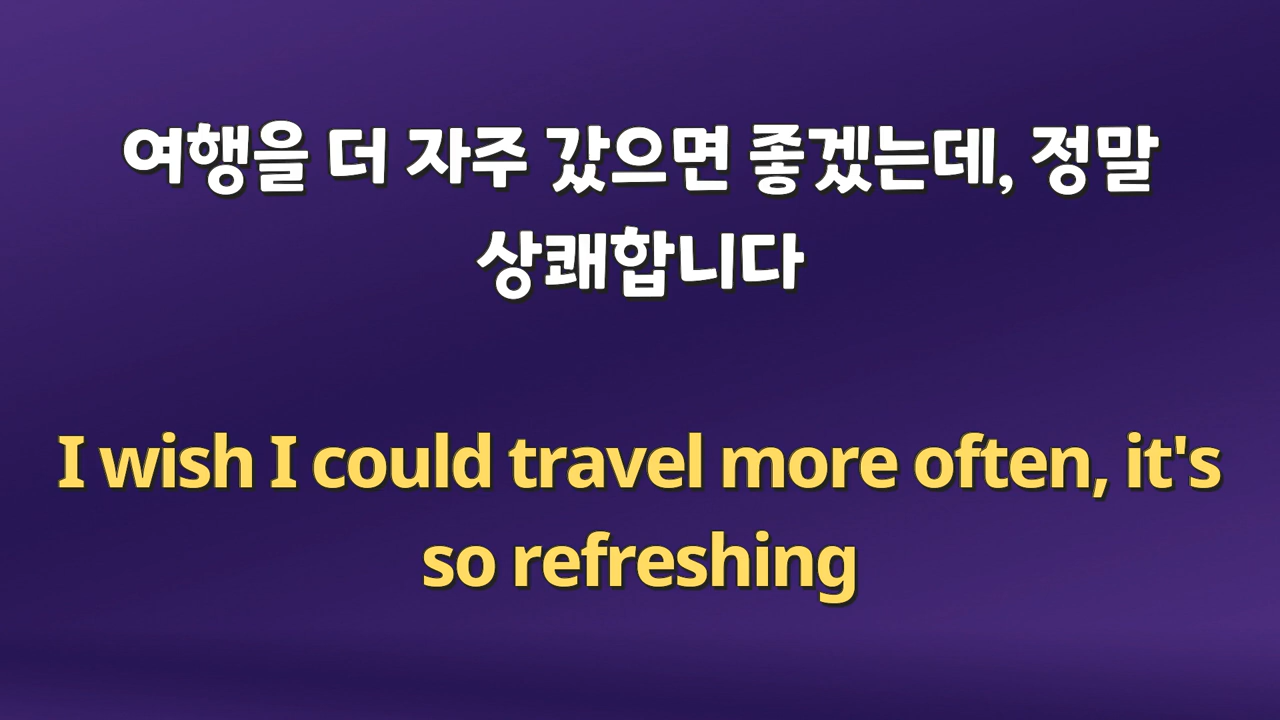 여행을 더 자주 갔으면 좋겠는데, 정말
상쾌합니다
I wish I could travel more often, it's
so refreshing